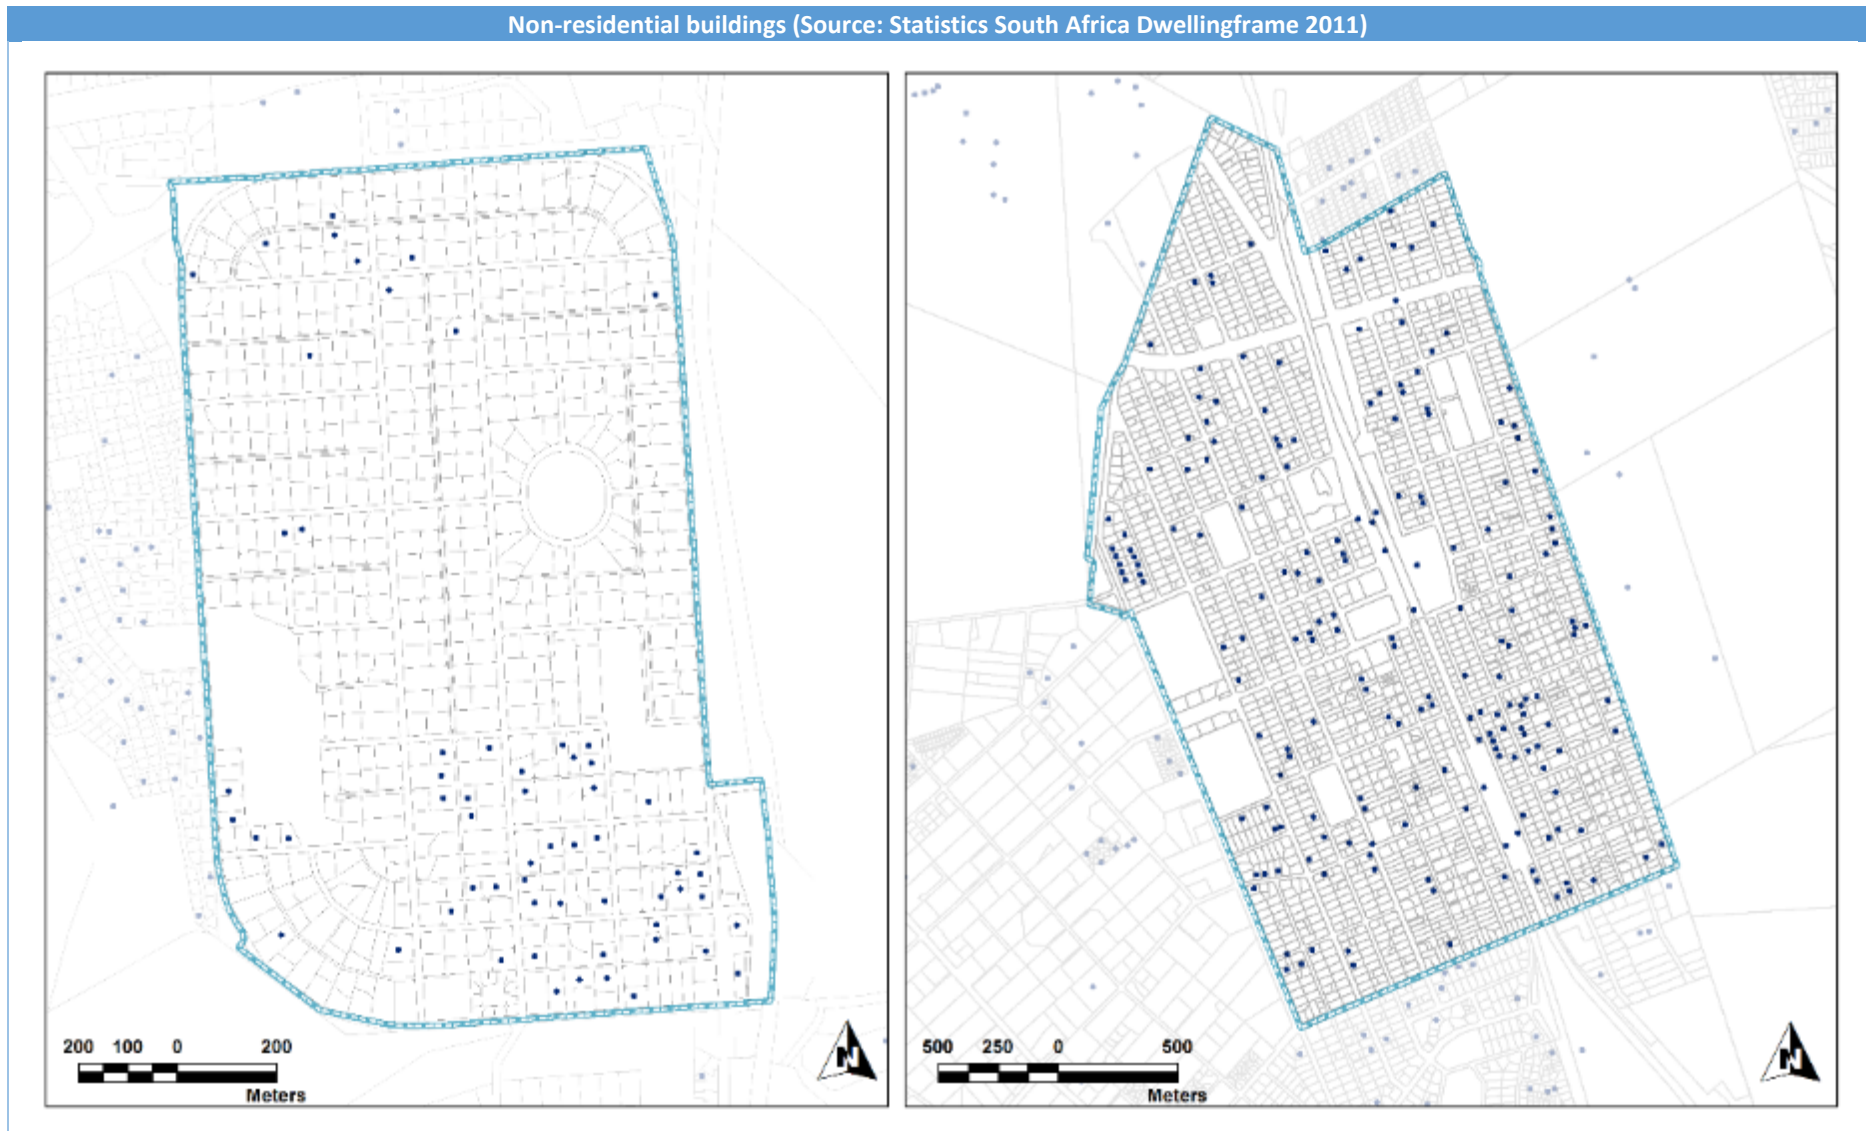 Non-residential buildings (Source: Statistics South Africa Dwellingframe 2011)
200 100 0 200
Meters
N
500 250 0 500
Meters
N